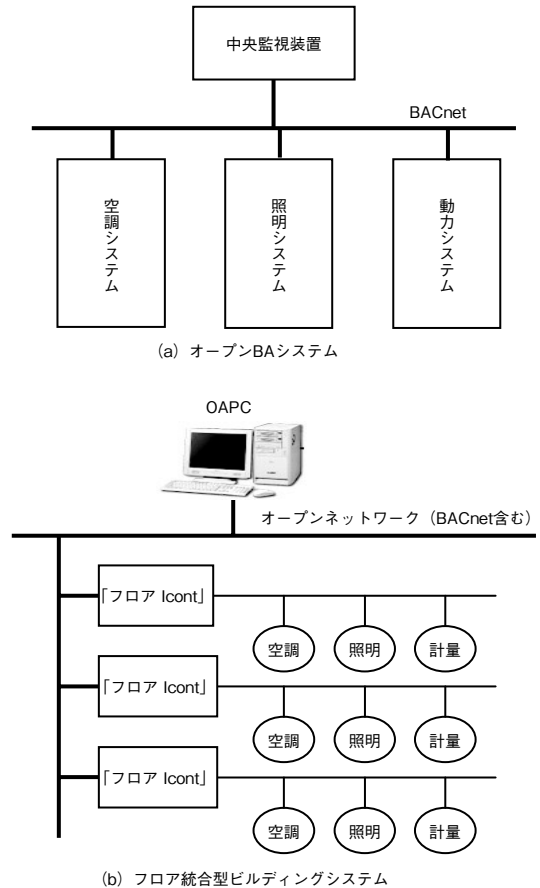 中央監視装置
BACnet
空調システム
照明システム
動力システム
(a) オープンBAシステム
OAPC
オープンネットワーク(BACnet含む)
「フロア Icont」
空調
照明
計量
「フロア Icont」
空調
照明
計量
「フロア Icont」
空調
照明
計量
(b) フロア統合型ビルディングシステム